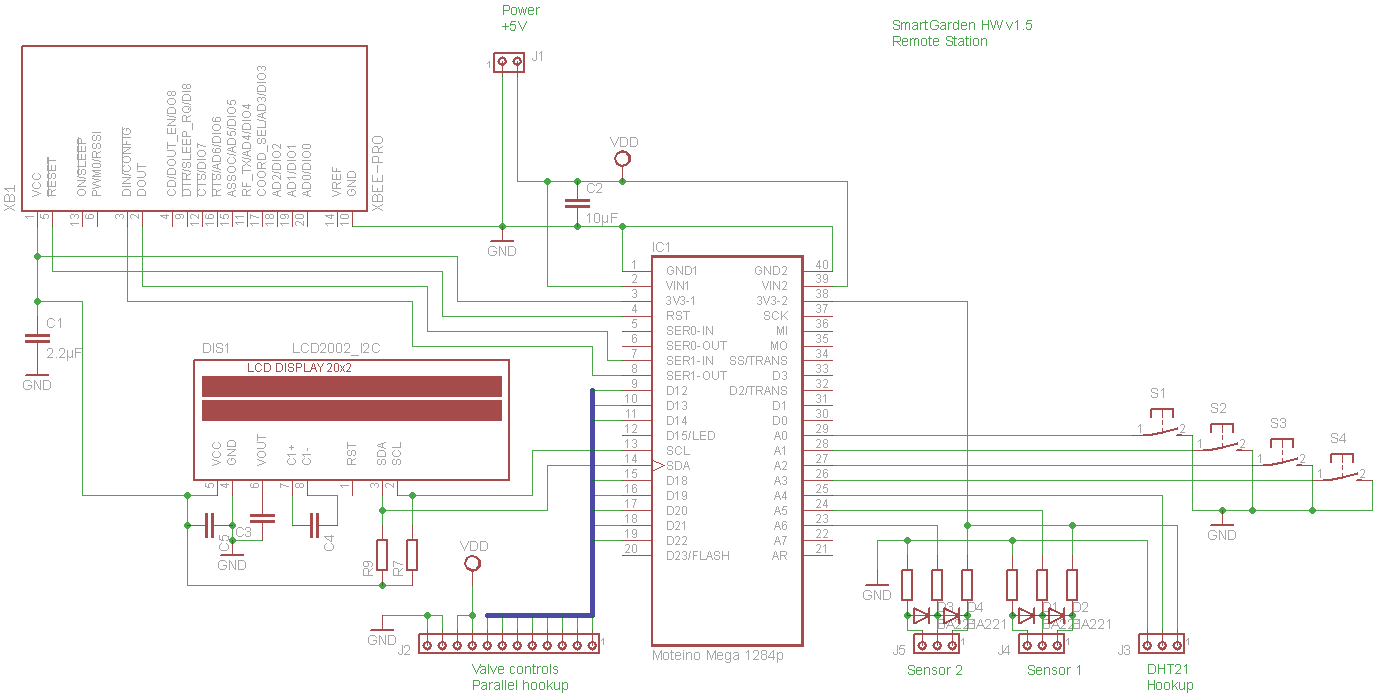 Power
+5V
SmartGarden HW v1.5
Remote Station
J1
1
VDD
C2
10µF
GND
XB1
XBEE-PRO
VCC
RESET
ON/SLEEP
PWM0/RSSI
DIN/CONFIG
DOUT
CD/DOUT_EN/DO8
DTR/SLEEP_RQ/DI8
CTS/DIO7
RTS/AD6/DIO6
ASSOC/AD5/DIO5
RF_TX/AD4/DIO4
COORD_SEL/AD3/DIO3
AD2/DIO2
AD1/DIO1
AD0/DIO0
VREF
GND
1 5 13 6 3 2 4 9 12 16 15 11 17 18 19 20 14 10
C1
2.2µF
GND
IC1
1 GND1 GND2 40
2 VIN1 VIN2 39
3 3V3-1 3V3-2 38
4 RST SCK 37
5 SER0-IN MI 36
6 SER0-OUT MO 35
7 SER1-IN SS/TRANS 34
8 SER1-OUT D3 33
9 D12 D2/TRANS 32
10 D13 D1 31
11 D14 D0 30
12 D15/LED A0 29
13 SCL A1 28
14 SDA A2 27
15 D18 A3 26
16 D19 A4 25
17 D20 A5 24
18 D21 A6 23
19 D22 A7 22
20 D23/FLASH AR 21
Moteino Mega 1284p
DIS1
LCD2002_I2C
LCD DISPLAY 20x2
VCC GND VOUT C1+ C1- RST SDA SCL
5 4 6 7 8 1 3 2
C5
C3
C4
GND
R9
R7
VDD
GND
J2
1
Valve controls
Parallel hookup
S1
1 2
S2
1 2
S3
1 2
S4
1 2
GND
GND
D3
D4
BA221
D1
D2
BA221
J5
1
Sensor 2
J4
1
Sensor 1
J3
1
DHT21
Hookup